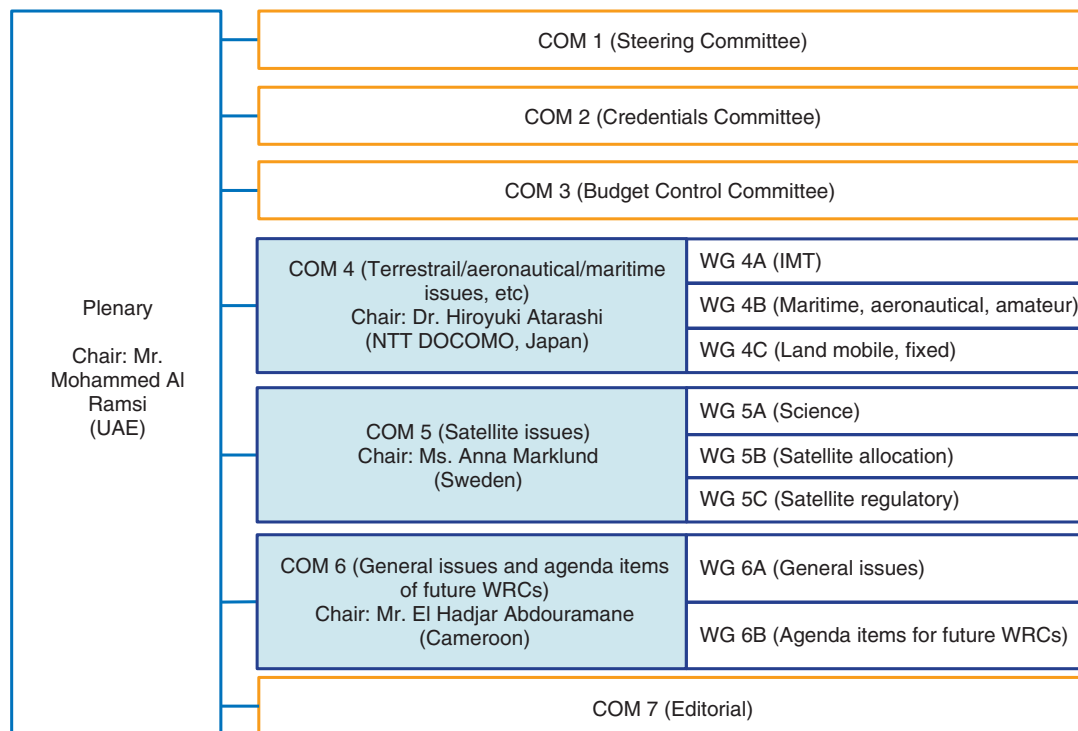 Plenary
Chair: Mr.
Mohammed Al
Ramsi
(UAE)
COM 1 (Steering Committee)
COM 2 (Credentials Committee)
COM 3 (Budget Control Committee)
COM 4 (Terrestrail/aeronautical/maritime
issues, etc)
Chair: Dr. Hiroyuki Atarashi
(NTT DOCOMO, Japan)
WG 4A (IMT)
WG 4B (Maritime, aeronautical, amateur)
WG 4C (Land mobile, fixed)
COM 5 (Satellite issues)
Chair: Ms. Anna Marklund
(Sweden)
WG 5A (Science)
WG 5B (Satellite allocation)
WG 5C (Satellite regulatory)
COM 6 (General issues and agenda items
of future WRCs)
Chair: Mr. El Hadjar Abdouramane
(Cameroon)
WG 6A (General issues)
WG 6B (Agenda items for future WRCs)
COM 7 (Editorial)